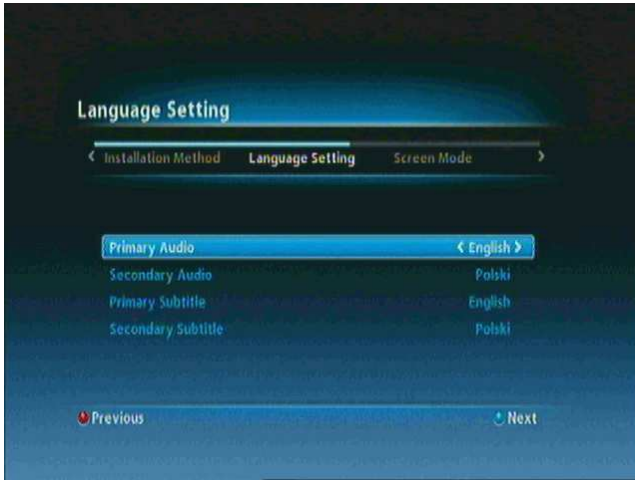 Language Setting
Installation Method Language Setting Screen Mode
Primary Audio English
Secondary Audio Polski
Primary Subtitle English
Secondary Subtitle Polski
Previous Next